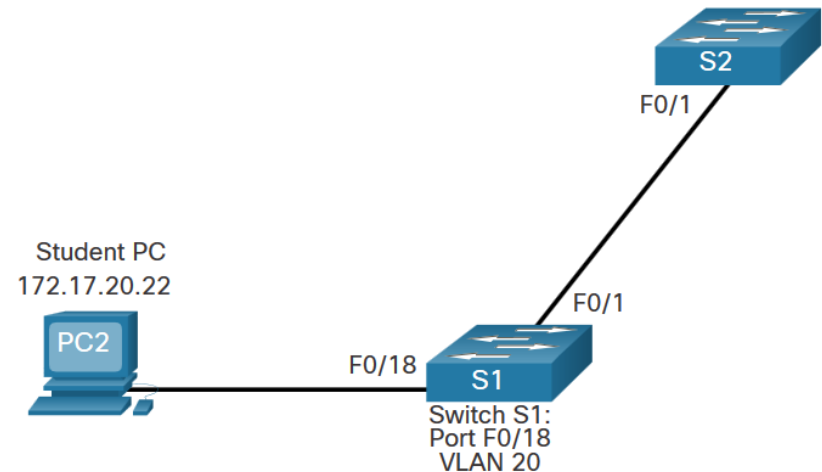 S2
F0/1
Student PC
172.17.20.22
PC2
F0/18
F0/1
S1
Switch S1:
Port F0/18
VLAN 20